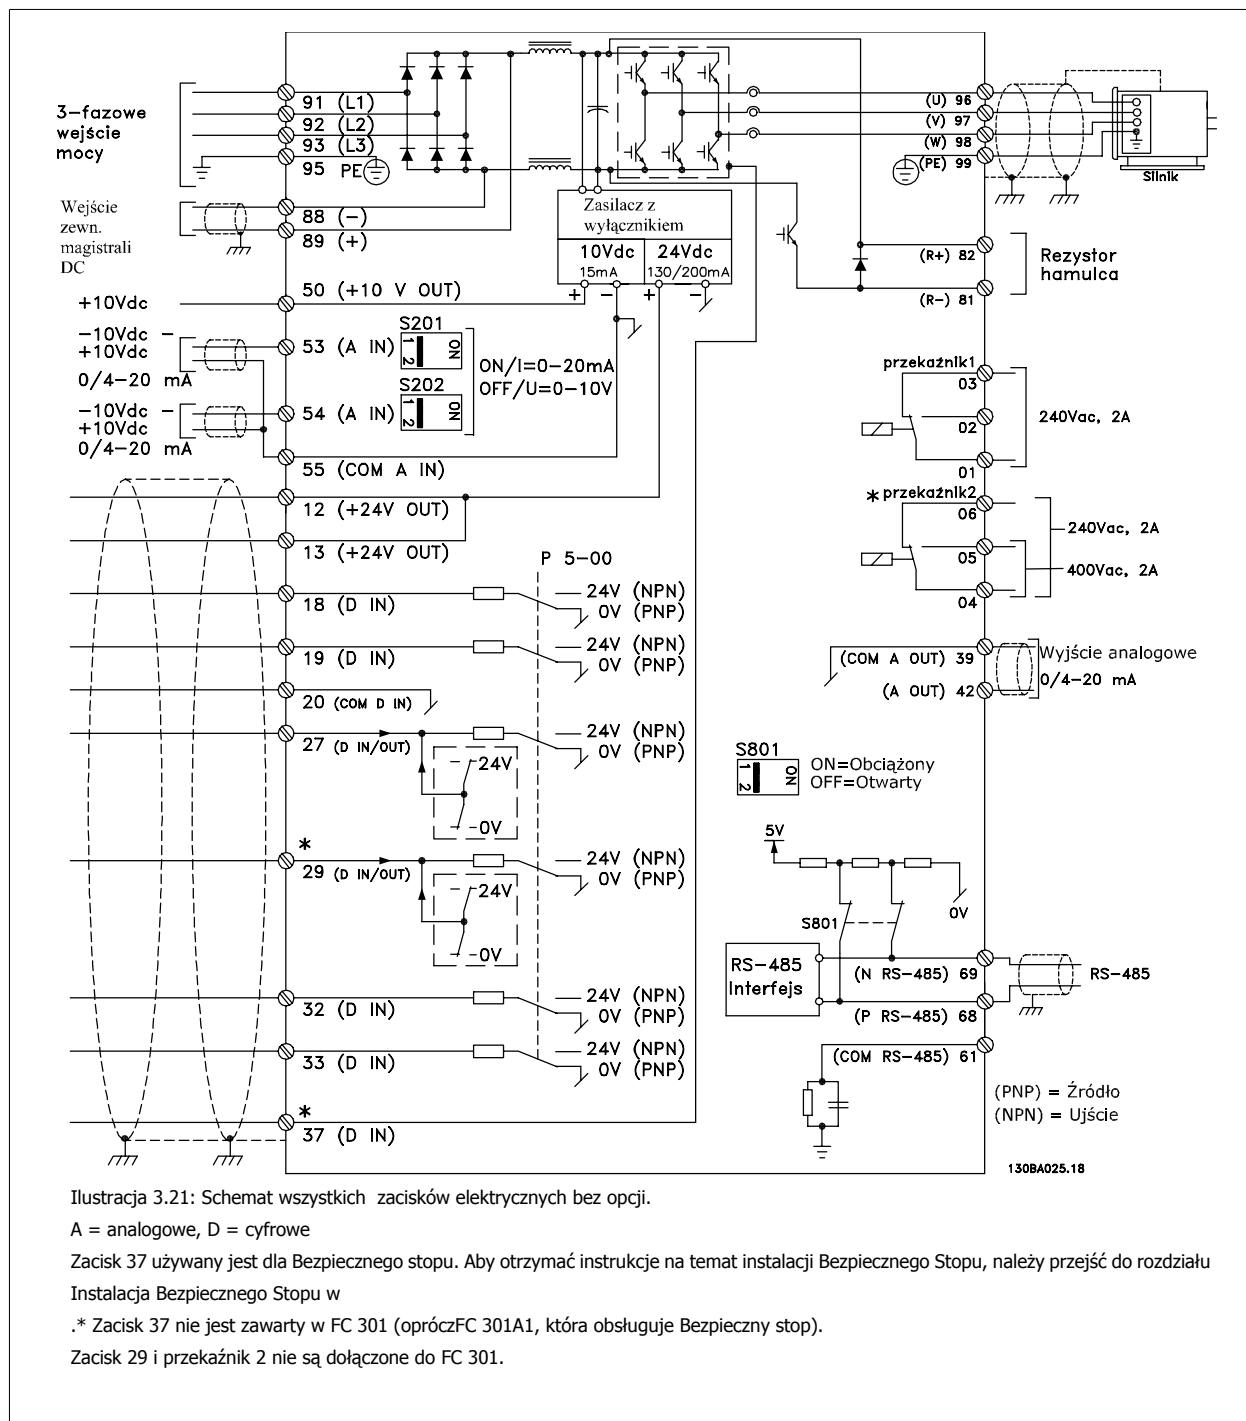 3-fazowe
wejście
mocy
91 (L1)
92 (L2)
93 (L3)
95 PE
Wejście
zewn.
magistrali
DC
88 (-)
89 (+)
50 (+10 V OUT)
+10Vdc
-10Vdc -
+10Vdc
0/4-20 mA
53 (A IN)
S201
1 2 ON
ON/I=0-20mA
OFF/U=0-10V
S202
1 2 ON
-10Vdc -
+10Vdc
0/4-20 mA
54 (A IN)
55 (COM A IN)
12 (+24V OUT)
13 (+24V OUT)
P 5-00
18 (D IN)
24V (NPN)
0V (PNP)
19 (D IN)
24V (NPN)
0V (PNP)
20 (COM D IN)
27 (D IN/OUT)
24V (NPN)
0V (PNP)
24V
0V
*
29 (D IN/OUT)
24V (NPN)
0V (PNP)
24V
0V
32 (D IN)
24V (NPN)
0V (PNP)
33 (D IN)
24V (NPN)
0V (PNP)
*
37 (D IN)
Zasilacz z
wyłącznikiem
10Vdc
15mA
24Vdc
130/200mA
+ - + -
(U) 96
(V) 97
(W) 98
(PE) 99
Silnik
(R+) 82
(R-) 81
Rezystor
hamulca
przekaźnik1
03
02
01
240Vac, 2A
* przekaźnik2
06
05
04
240Vac, 2A
400Vac, 2A
(COM A OUT) 39
(A OUT) 42
Wyjście analogowe
0/4-20 mA
S801
1 2 ON
ON=Obciążony
OFF=Otwarty
5V
S801
0V
RS-485
Interfejs
(N RS-485) 69
(P RS-485) 68
RS-485
(COM RS-485) 61
(PNP) = Źródło
(NPN) = Ujście
130BA025.18
Ilustracja 3.21: Schemat wszystkich zacisków elektrycznych bez opcji.
A = analogowe, D = cyfrowe
Zacisk 37 używany jest dla Bezpiecznego stopu. Aby otrzymać instrukcje na temat instalacji Bezpiecznego Stopu, należy przejść do rozdziału
Instalacja Bezpiecznego Stopu w
.* Zacisk 37 nie jest zawarty w FC 301 (opróczFC 301A1, która obsługuje Bezpieczny stop).
Zacisk 29 i przekaźnik 2 nie są dołączone do FC 301.